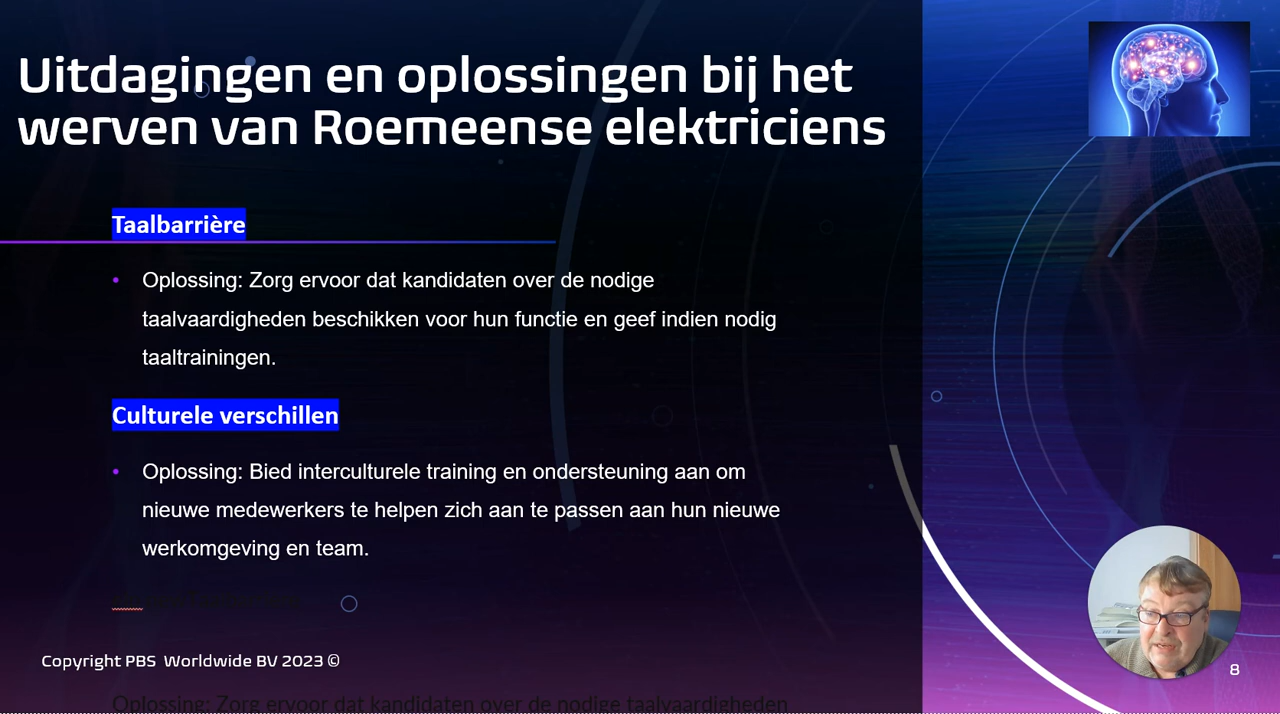 Uitdagingen en oplossingen bij het
werven van Roemeense elektriciens
Taalbarrière
• Oplossing: Zorg ervoor dat kandidaten over de nodige
taalvaardigheden beschikken voor hun functie en geef indien nodig
taaltrainingen.
Culturele verschillen
• Oplossing: Bied interculturele training en ondersteuning aan om
nieuwe medewerkers te helpen zich aan te passen aan hun nieuwe
werkomgeving en team.
Copyright PBS Worldwide BV 2023 ©
8
Oplossing: Zorg ervoor dat kandidaten over de nodige taalvaardigheden